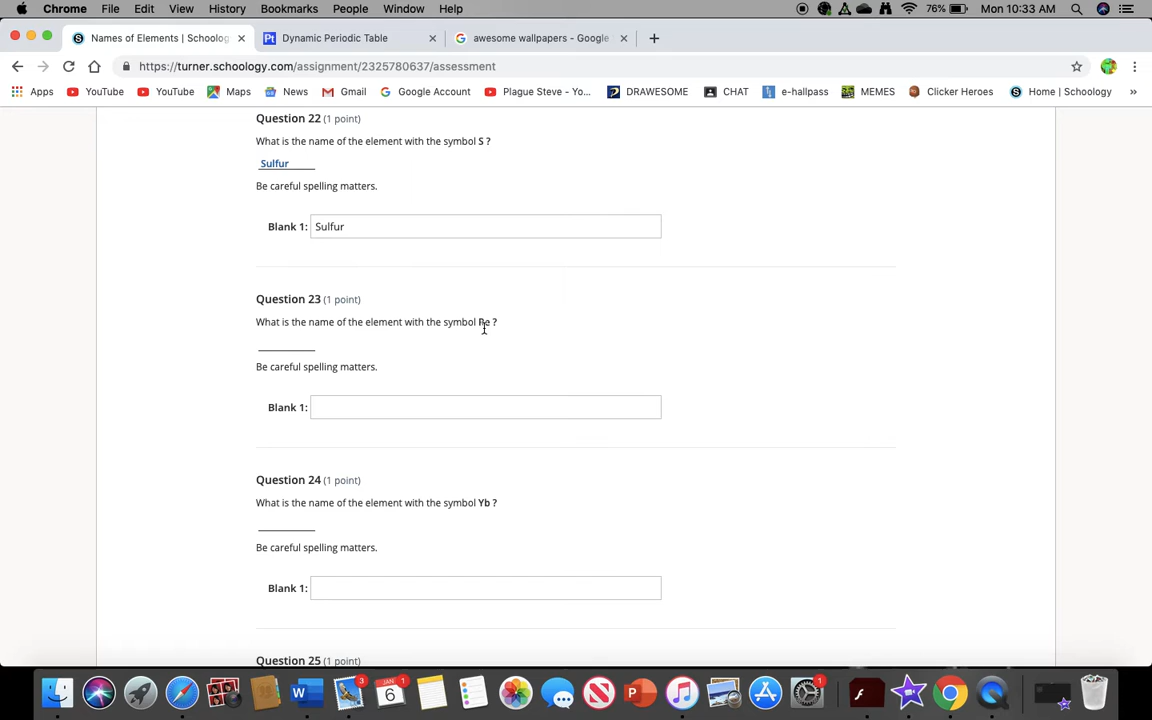 Chrome File Edit View History Bookmarks People Window Help 76% Mon 10:33 AM
Names of Elements | Schoolog Dynamic Periodic Table awesome wallpapers - Google
https://turner.schoology.com/assignment/2325780637/assessment
Apps YouTube YouTube Maps News Gmail Google Account Plague Steve - Yo... DRAWESOME CHAT e-hallpass MEMES Clicker Heroes Home | Schoology »
Question 22 (1 point)
What is the name of the element with the symbol S ?
Sulfur
Be careful spelling matters.
Blank 1: Sulfur
Question 23 (1 point)
What is the name of the element with the symbol ?
Be careful spelling matters.
Blank 1:
Question 24 (1 point)
What is the name of the element with the symbol Yb ?
Be careful spelling matters.
Blank 1:
Question 25 (1 point)